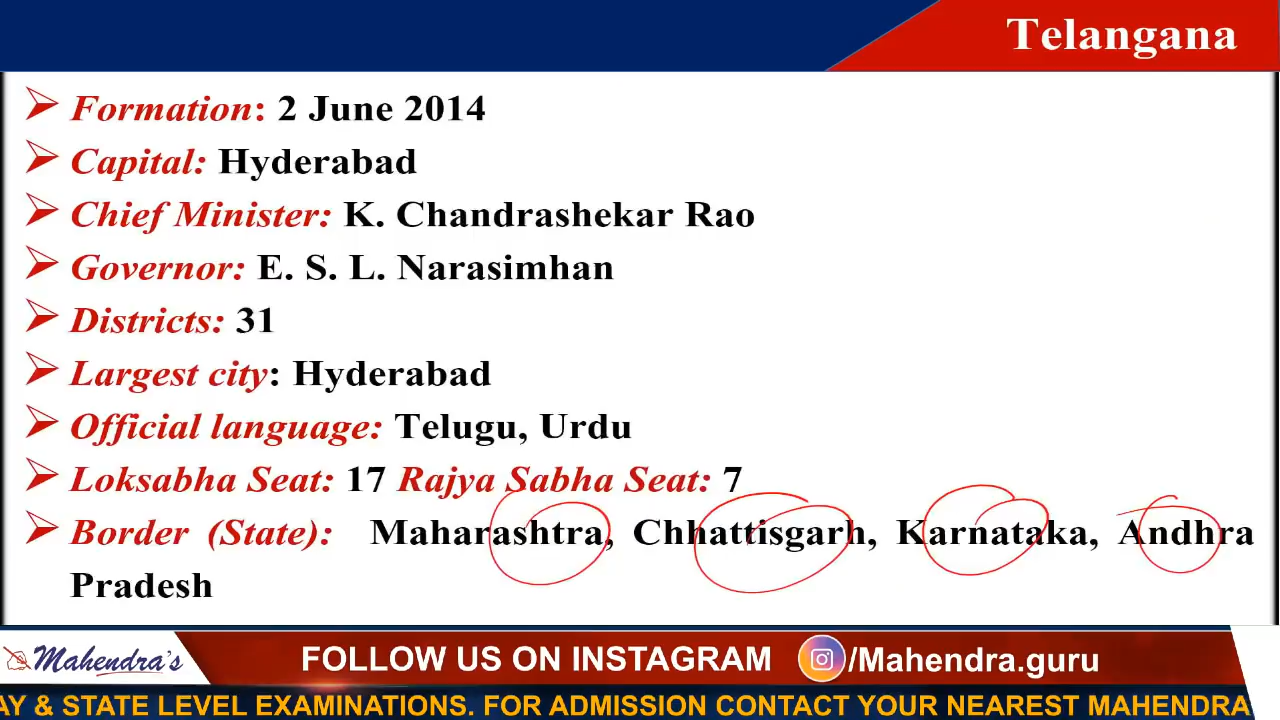 Telangana
Formation: 2 June 2014
Capital: Hyderabad
Chief Minister: K. Chandrashekar Rao
Governor: E. S. L. Narasimhan
Districts: 31
Largest city: Hyderabad
Official language: Telugu, Urdu
Loksabha Seat: 17 Rajya Sabha Seat: 7
Border (State): Maharashtra, Chhattisgarh, Karnataka, Andhra
Pradesh
Mahendra's FOLLOW US ON INSTAGRAM /Mahendra.guru
AY & STATE LEVEL EXAMINATIONS. FOR ADMISSION CONTACT YOUR NEAREST MAHENDRA